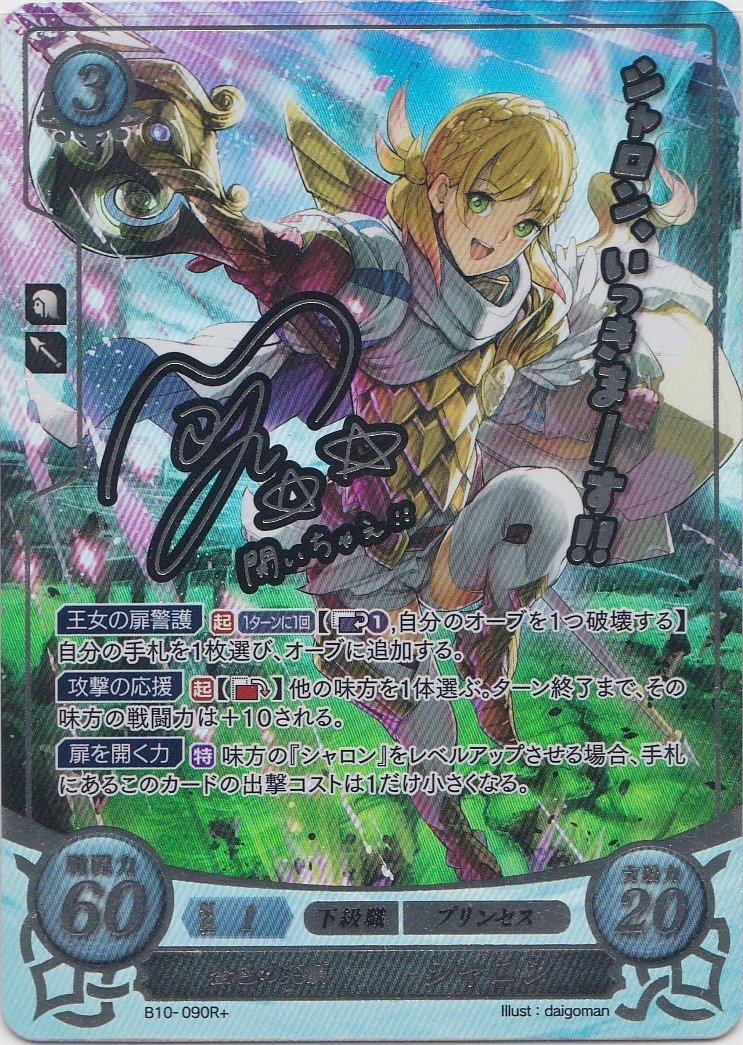 3
シャロン、いっきまーす!!
開いちゃえ!!
王女の扉警護 起 1ターンに1回【1,自分のオーブを1つ破壊する】
自分の手札を1枚選び、オーブに追加する。
攻撃の応援 起【】他の味方を1体選ぶ。ターン終了まで、その
味方の戦闘力は+10される。
扉を開く力 特 味方の『シャロン』をレベルアップさせる場合、手札
にあるこのカードの出撃コストは1だけ小さくなる。
戦闘力
60
射程 1
下級職 プリンセス
支援力
20
シャロン
B10-090R+
Illust : daigoman